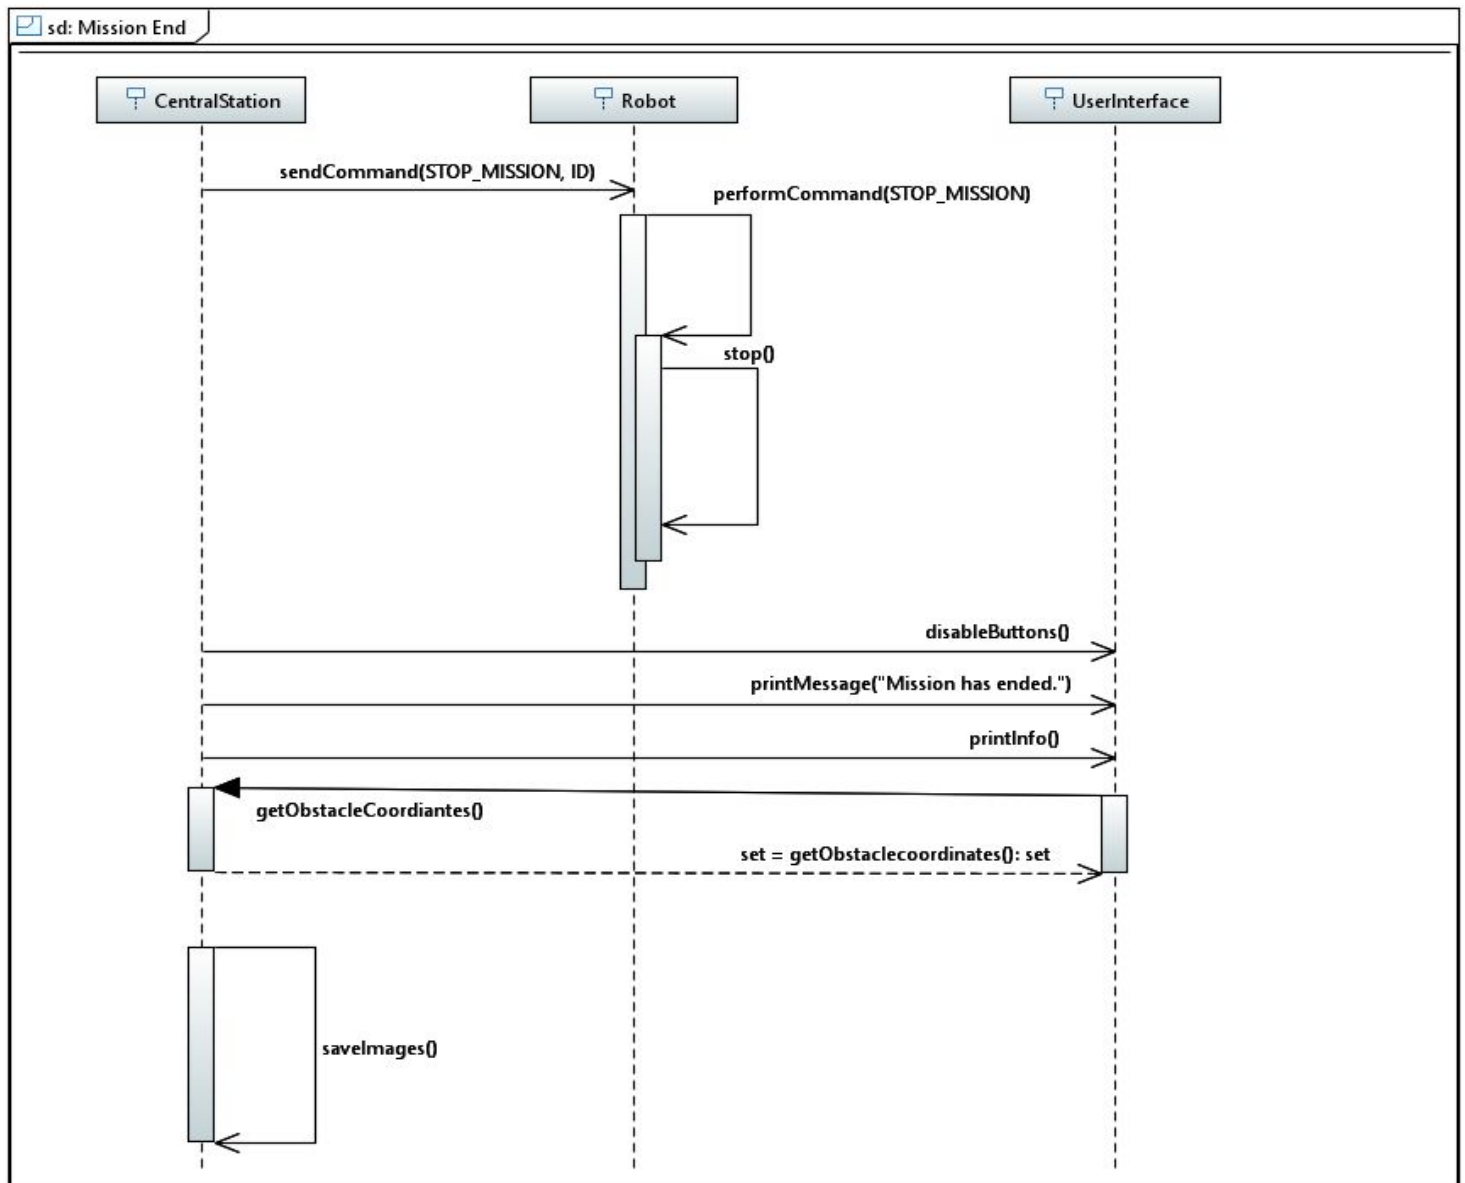 sd: Mission End
CentralStation
Robot
UserInterface
sendCommand(STOP_MISSION, ID)
performCommand(STOP_MISSION)
stop()
disableButtons()
printMessage("Mission has ended.")
printInfo()
getObstacleCoordiantes()
set = getObstaclecoordinates(): set
saveImages()